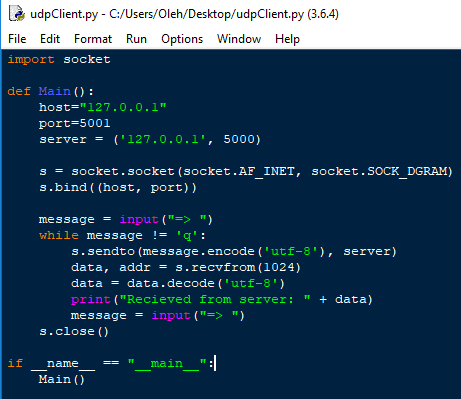 udpClient.py - C:/Users/Oleh/Desktop/udpClient.py (3.6.4)
File Edit Format Run Options Window Help
import socket
def Main():
    host="127.0.0.1"
    port=5001
    server = ('127.0.0.1', 5000)
    s = socket.socket(socket.AF_INET, socket.SOCK_DGRAM)
    s.bind((host, port))
    message = input("=> ")
    while message != 'q':
        s.sendto(message.encode('utf-8'), server)
        data, addr = s.recvfrom(1024)
        data = data.decode('utf-8')
        print("Recieved from server: " + data)
        message = input("=> ")
    s.close()
if __name__ == "__main__":
    Main()